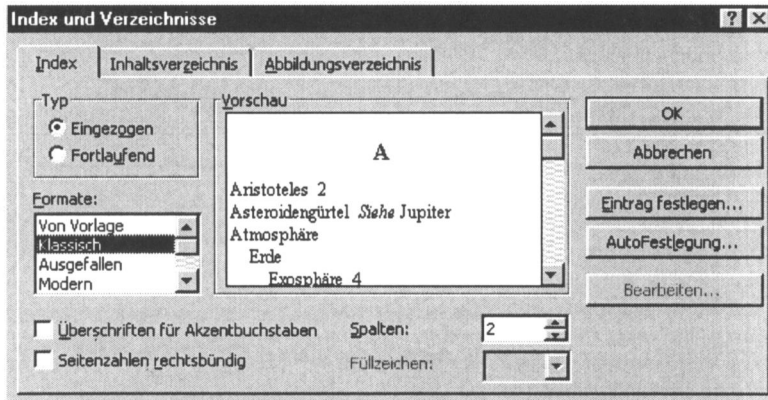 Index und Verzeichnisse
Index
Inhaltsverzeichnis
Abbildungsverzeichnis
Typ
Eingezogen
Fortlaufend
Formate:
Von Vorlage
Klassisch
Ausgefallen
Modern
Vorschau
A
Aristoteles 2
Asteroidengürtel Siehe Jupiter
Atmosphäre
Erde
Exosphäre 4
OK
Abbrechen
Eintrag festlegen...
AutoFestlegung...
Bearbeiten...
Überschriften für Akzentbuchstaben
Seitenzahlen rechtsbündig
Spalten: 2
Füllzeichen: